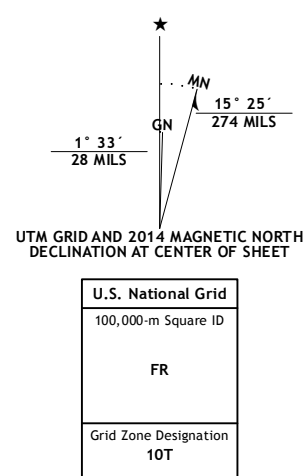 ★
MN
GN
15° 25´
274 MILS
1° 33´
28 MILS
UTM GRID AND 2014 MAGNETIC NORTH
DECLINATION AT CENTER OF SHEET
U.S. National Grid
100,000-m Square ID
FR
Grid Zone Designation
10T